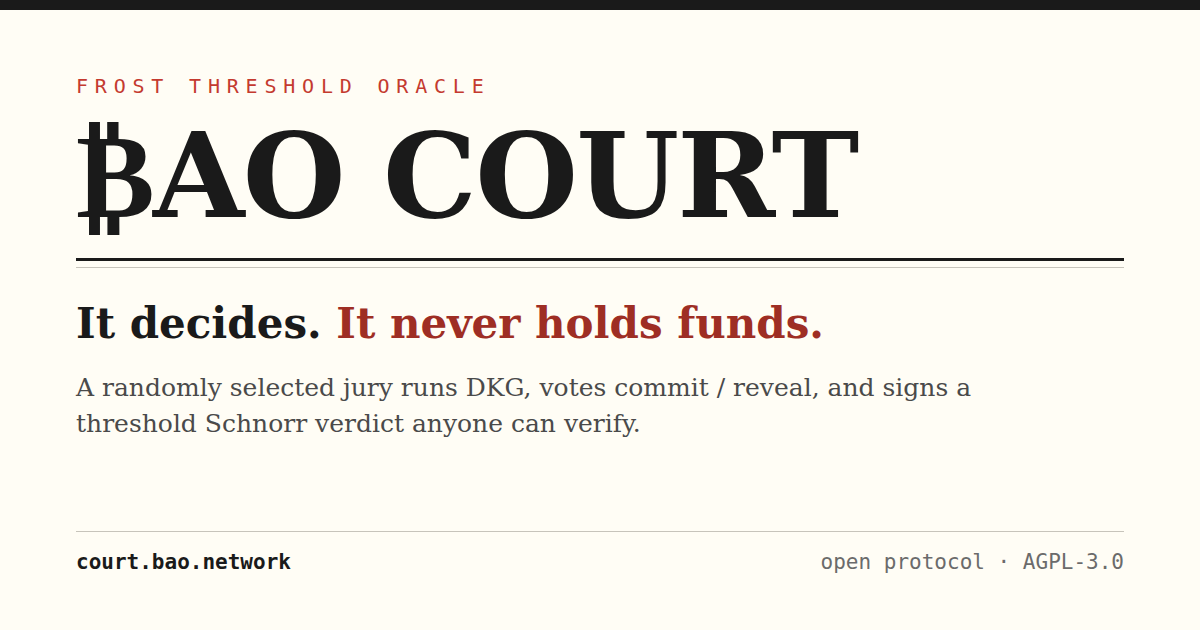 FROST THRESHOLD ORACLE
₿AO COURT
It decides. It never holds funds.
A randomly selected jury runs DKG, votes commit / reveal, and signs a
threshold Schnorr verdict anyone can verify.
court.bao.network
open protocol · AGPL-3.0